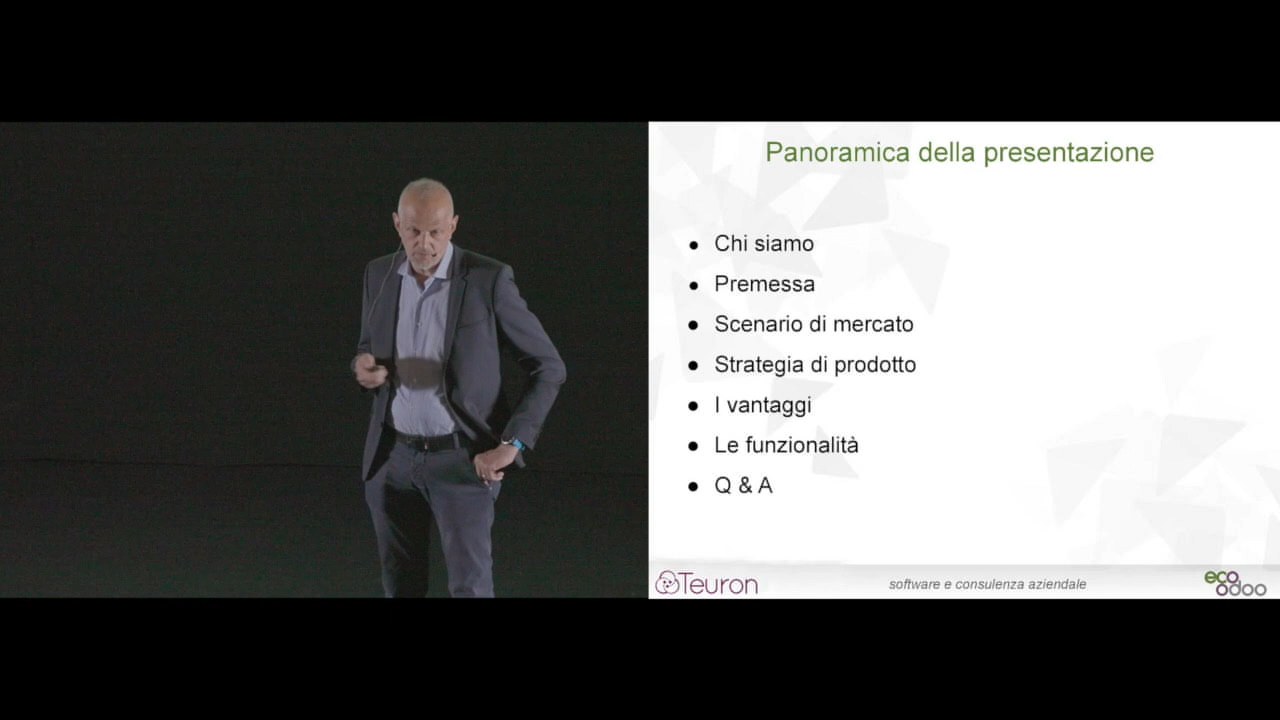 Panoramica della presentazione
● Chi siamo
● Premessa
● Scenario di mercato
● Strategia di prodotto
● I vantaggi
● Le funzionalità
● Q & A
Teuron
software e consulenza aziendale
eco
odoo